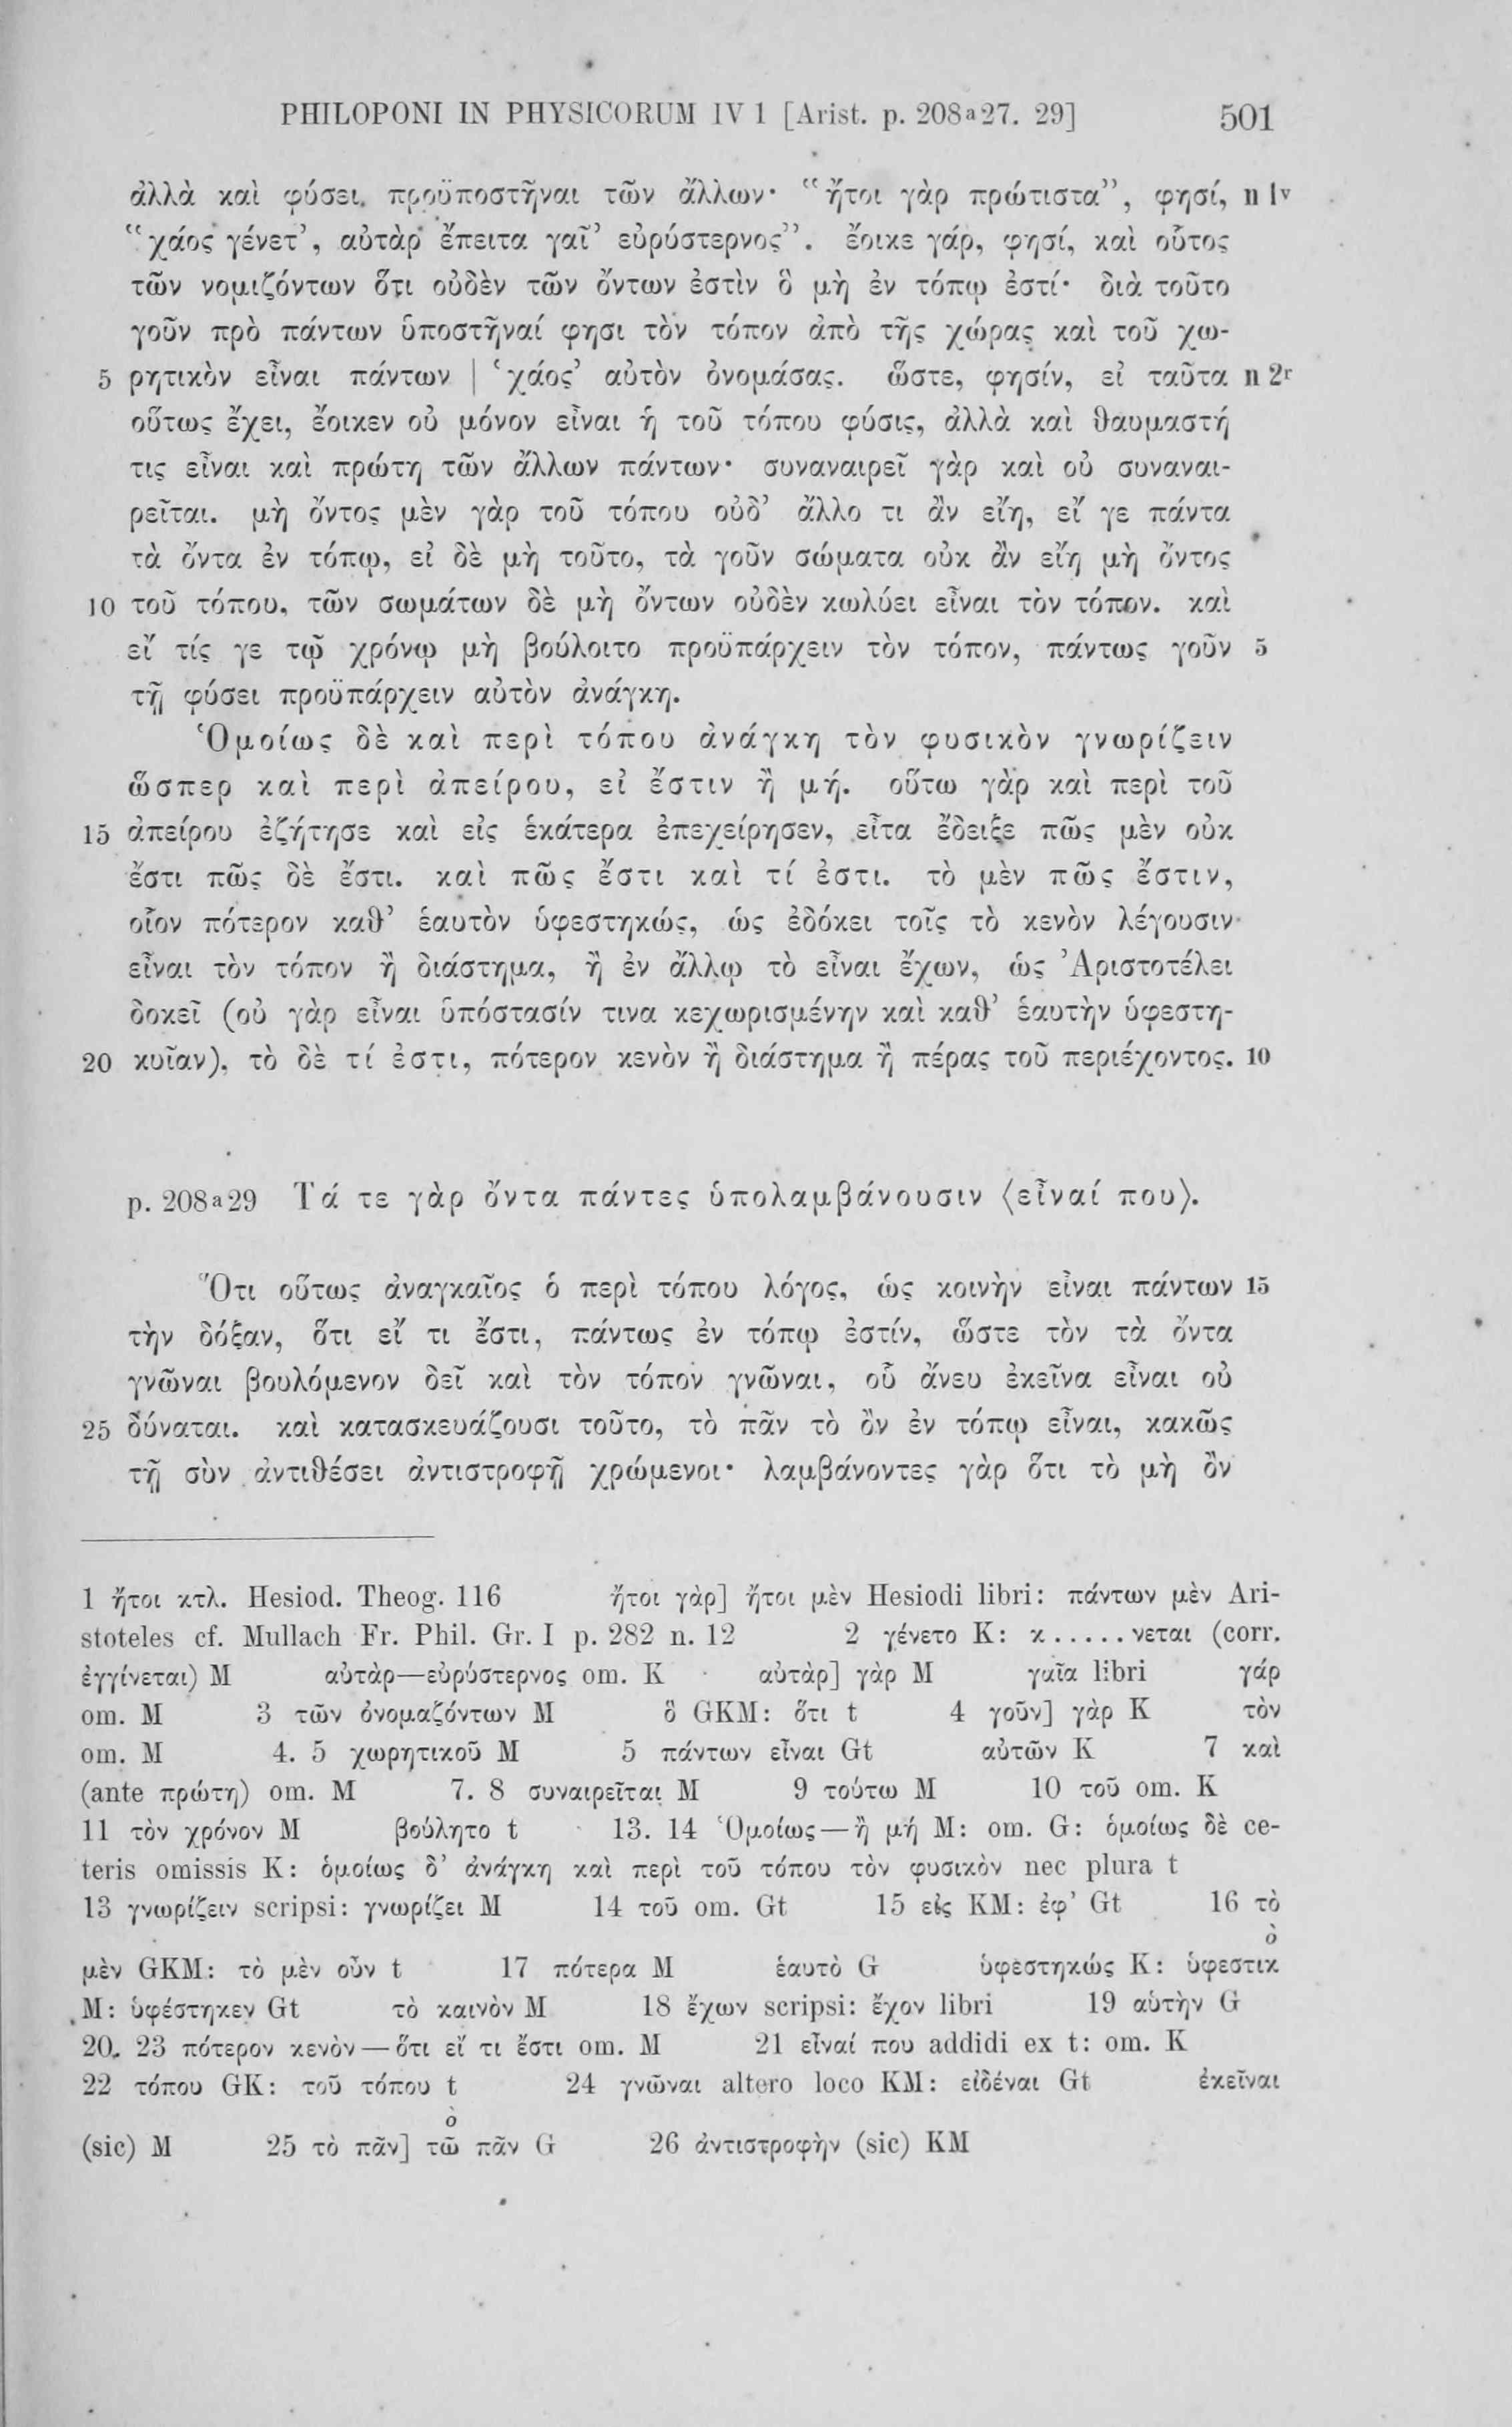 PHILOPONI IN PHYSICORUM IV 1 [Arist. p. 208a27. 29] 501
ἀλλὰ καὶ φύσει προϋποστῆναι τῶν ἄλλων· “ἤτοι γὰρ πρώτιστα”, φησί, n 1v
“χάος γένετ’, αὐτὰρ ἔπειτα γαῖ’ εὐρύστερνος”. ἔοικε γάρ, φησί, καὶ οὗτος
τῶν νομιζόντων ὅτι οὐδὲν τῶν ὄντων ἐστὶν ὃ μὴ ἐν τόπῳ ἐστί· διὰ τοῦτο
γοῦν πρὸ πάντων ὑποστῆναί φησι τὸν τόπον ἀπὸ τῆς χώρας καὶ τοῦ χω-
5 ρητικὸν εἶναι πάντων | ‘χάος’ αὐτὸν ὀνομάσας. ὥστε, φησίν, εἰ ταῦτα n 2r
οὕτως ἔχει, ἔοικεν οὐ μόνον εἶναι ἡ τοῦ τόπου φύσις, ἀλλὰ καὶ θαυμαστή
τις εἶναι καὶ πρώτη τῶν ἄλλων πάντων· συναναιρεῖ γὰρ καὶ οὐ συναναι-
ρεῖται. μὴ ὄντος μὲν γὰρ τοῦ τόπου οὐδ’ ἄλλο τι ἂν εἴη, εἴ γε πάντα
τὰ ὄντα ἐν τόπῳ, εἰ δὲ μὴ τοῦτο, τὰ γοῦν σώματα οὐκ ἂν εἴη μὴ ὄντος
10 τοῦ τόπου, τῶν σωμάτων δὲ μὴ ὄντων οὐδὲν κωλύει εἶναι τὸν τόπον. καὶ
εἴ τίς γε τῷ χρόνῳ μὴ βούλοιτο προϋπάρχειν τὸν τόπον, πάντως γοῦν 5
τῇ φύσει προϋπάρχειν αὐτὸν ἀνάγκη.
Ὁμοίως δὲ καὶ περὶ τόπου ἀνάγκη τὸν φυσικὸν γνωρίζειν
ὥσπερ καὶ περὶ ἀπείρου, εἰ ἔστιν ἢ μή. οὕτω γὰρ καὶ περὶ τοῦ
15 ἀπείρου ἐζήτησε καὶ εἰς ἑκάτερα ἐπεχείρησεν, εἶτα ἔδειξε πῶς μὲν οὐκ
ἔστι πῶς δὲ ἔστι. καὶ πῶς ἔστι καὶ τί ἐστι. τὸ μὲν πῶς ἔστιν,
οἷον πότερον καθ’ ἑαυτὸν ὑφεστηκώς, ὡς ἐδόκει τοῖς τὸ κενὸν λέγουσιν
εἶναι τὸν τόπον ἢ διάστημα, ἢ ἐν ἄλλῳ τὸ εἶναι ἔχων, ὡς Ἀριστοτέλει
δοκεῖ (οὐ γὰρ εἶναι ὑπόστασίν τινα κεχωρισμένην καὶ καθ’ ἑαυτὴν ὑφεστη-
20 κυῖαν), τὸ δὲ τί ἐστι, πότερον κενὸν ἢ διάστημα ἢ πέρας τοῦ περιέχοντος. 10
p. 208a29 Τά τε γὰρ ὄντα πάντες ὑπολαμβάνουσιν ⟨εἶναί που⟩.
Ὅτι οὕτως ἀναγκαῖος ὁ περὶ τόπου λόγος, ὡς κοινὴν εἶναι πάντων 15
τὴν δόξαν, ὅτι εἴ τι ἔστι, πάντως ἐν τόπῳ ἐστίν, ὥστε τὸν τὰ ὄντα
γνῶναι βουλόμενον δεῖ καὶ τὸν τόπον γνῶναι, οὗ ἄνευ ἐκεῖνα εἶναι οὐ
25 δύναται. καὶ κατασκευάζουσι τοῦτο, τὸ πᾶν τὸ ὂν ἐν τόπῳ εἶναι, κακῶς
τῇ σὺν ἀντιθέσει ἀντιστροφῇ χρώμενοι· λαμβάνοντες γὰρ ὅτι τὸ μὴ ὂν
1 ἤτοι κτλ. Hesiod. Theog. 116 ἤτοι γὰρ] ἤτοι μὲν Hesiodi libri: πάντων μὲν Ari-
stoteles cf. Mullach Fr. Phil. Gr. I p. 282 n. 12 2 γένετο K: κ.....νεται (corr.
ἐγγίνεται) M αὐτὰρ—εὐρύστερνος om. K αὐτὰρ] γὰρ M γαῖα libri γάρ
om. M 3 τῶν ὀνομαζόντων M ὃ GKM: ὅτι t 4 γοῦν] γὰρ K τὸν
om. M 4. 5 χωρητικοῦ M 5 πάντων εἶναι Gt αὐτῶν K 7 καὶ
(ante πρώτη) om. M 7. 8 συναιρεῖται M 9 τούτω M 10 τοῦ om. K
11 τὸν χρόνον M βούλητο t 13. 14 Ὁμοίως—ἢ μή M: om. G: ὁμοίως δὲ ce-
teris omissis K: ὁμοίως δ’ ἀνάγκη καὶ περὶ τοῦ τόπου τὸν φυσικὸν nec plura t
13 γνωρίζειν scripsi: γνωρίζει M 14 τοῦ om. Gt 15 εἰς KM: ἐφ’ Gt 16 τὸ
μὲν GKM: τὸ μὲν οὖν t 17 πότερα M ἑαυτὸ G ὑφεστηκώς K: ὑφεστικὸ
M: ὑφέστηκεν Gt τὸ καινὸν M 18 ἔχων scripsi: ἔχον libri 19 αὑτὴν G
20. 23 πότερον κενὸν—ὅτι εἴ τι ἔστι om. M 21 εἶναί που addidi ex t: om. K
22 τόπου GK: τοῦ τόπου t 24 γνῶναι altero loco KM: εἰδέναι Gt ἐκεῖναι
(sic) M 25 τὸ πᾶν] τῶ ὸ πᾶν G 26 ἀντιστροφὴν (sic) KM